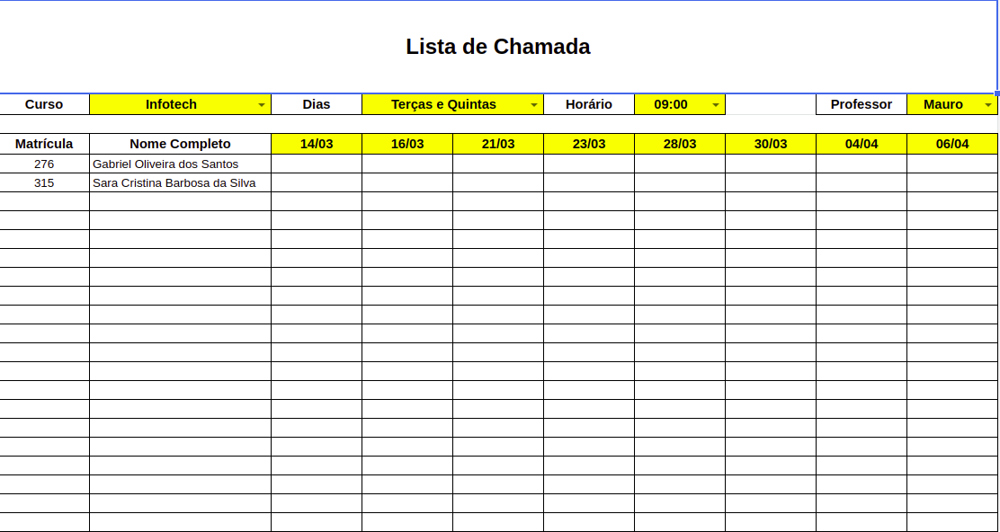 Lista de Chamada
Curso Infotech Dias Terças e Quintas Horário 09:00 Professor Mauro
Matrícula Nome Completo 14/03 16/03 21/03 23/03 28/03 30/03 04/04 06/04
276 Gabriel Oliveira dos Santos
315 Sara Cristina Barbosa da Silva